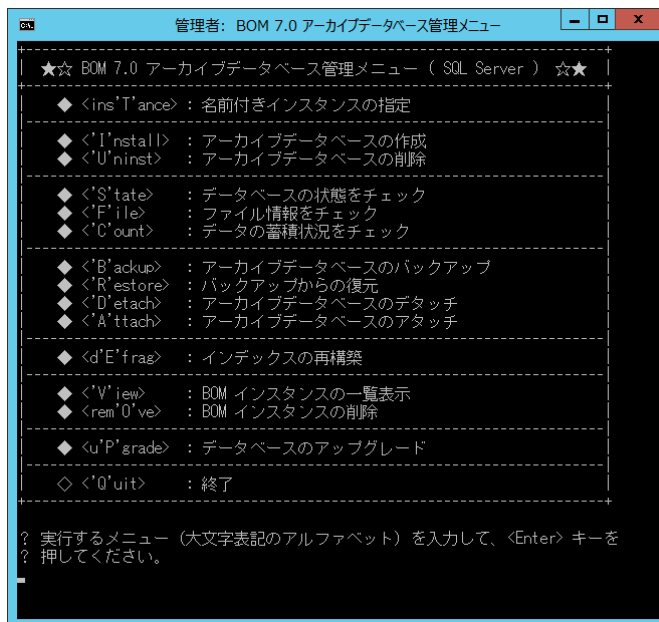 管理者: BOM 7.0 アーカイブデータベース管理メニュー
★☆ BOM 7.0 アーカイブデータベース管理メニュー ( SQL Server ) ☆★
◆ <ins'T'ance> : 名前付きインスタンスの指定
◆ <'I'nstall> : アーカイブデータベースの作成
◆ <'U'ninst> : アーカイブデータベースの削除
◆ <'S'tate> : データベースの状態をチェック
◆ <'F'ile> : ファイル情報をチェック
◆ <'C'ount> : データの蓄積状況をチェック
◆ <'B'ackup> : アーカイブデータベースのバックアップ
◆ <'R'estore> : バックアップからの復元
◆ <'D'etach> : アーカイブデータベースのデタッチ
◆ <'A'ttach> : アーカイブデータベースのアタッチ
◆ <d'E'frag> : インデックスの再構築
◆ <'V'iew> : BOM インスタンスの一覧表示
◆ <rem'O've> : BOM インスタンスの削除
◆ <u'P'grade> : データベースのアップグレード
◇ <'Q'uit> : 終了
? 実行するメニュー (大文字表記のアルファベット) を入力して、<Enter> キーを
? 押してください。